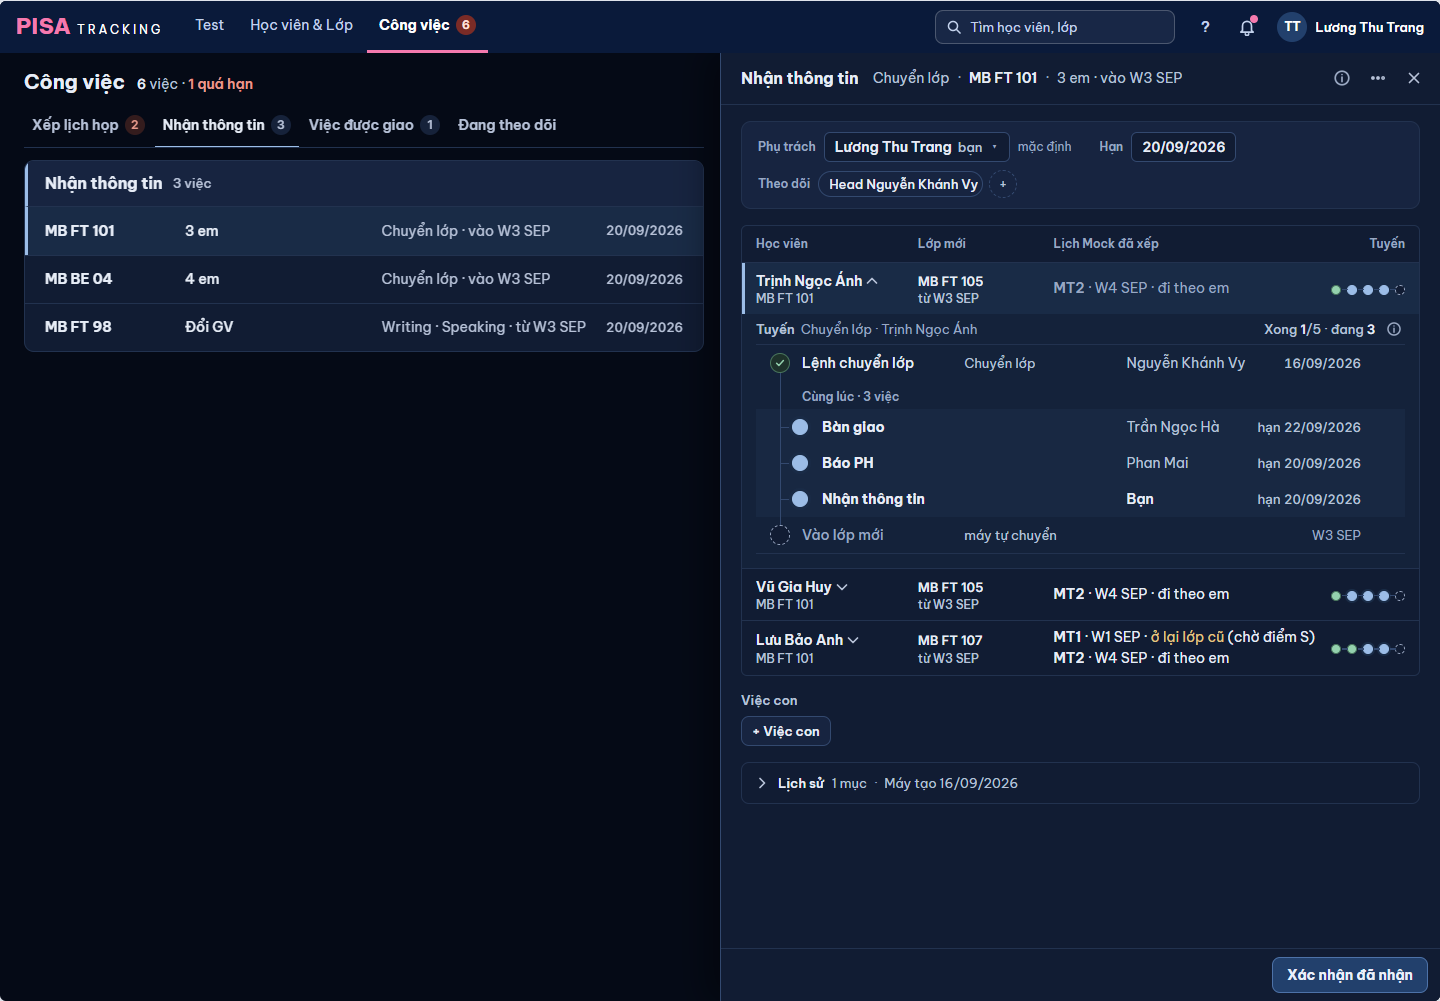 PISA TRACKING Test Học viên & Lớp Công việc 6 Tìm học viên, lớp ? TT Lương Thu Trang
Công việc 6 việc · 1 quá hạn
Xếp lịch họp 2 Nhận thông tin 3 Việc được giao 1 Đang theo dõi
Nhận thông tin 3 việc
MB FT 101 3 em Chuyển lớp · vào W3 SEP 20/09/2026
MB BE 04 4 em Chuyển lớp · vào W3 SEP 20/09/2026
MB FT 98 Đổi GV Writing · Speaking · từ W3 SEP 20/09/2026
Nhận thông tin Chuyển lớp · MB FT 101 · 3 em · vào W3 SEP
Phụ trách Lương Thu Trang bạn mặc định Hạn 20/09/2026
Theo dõi Head Nguyễn Khánh Vy +
Học viên Lớp mới Lịch Mock đã xếp Tuyến
Trịnh Ngọc Ánh MB FT 105 MT2 · W4 SEP · đi theo em
MB FT 101 từ W3 SEP
Tuyến Chuyển lớp · Trịnh Ngọc Ánh Xong 1/5 · đang 3
Lệnh chuyển lớp Chuyển lớp Nguyễn Khánh Vy 16/09/2026
Cùng lúc · 3 việc
Bàn giao Trần Ngọc Hà hạn 22/09/2026
Báo PH Phan Mai hạn 20/09/2026
Nhận thông tin Bạn hạn 20/09/2026
Vào lớp mới máy tự chuyển W3 SEP
Vũ Gia Huy MB FT 105 MT2 · W4 SEP · đi theo em
MB FT 101 từ W3 SEP
Lưu Bảo Anh MB FT 107 MT1 · W1 SEP · ở lại lớp cũ (chờ điểm S)
MB FT 101 từ W3 SEP MT2 · W4 SEP · đi theo em
Việc con
+ Việc con
Lịch sử 1 mục · Máy tạo 16/09/2026
Xác nhận đã nhận